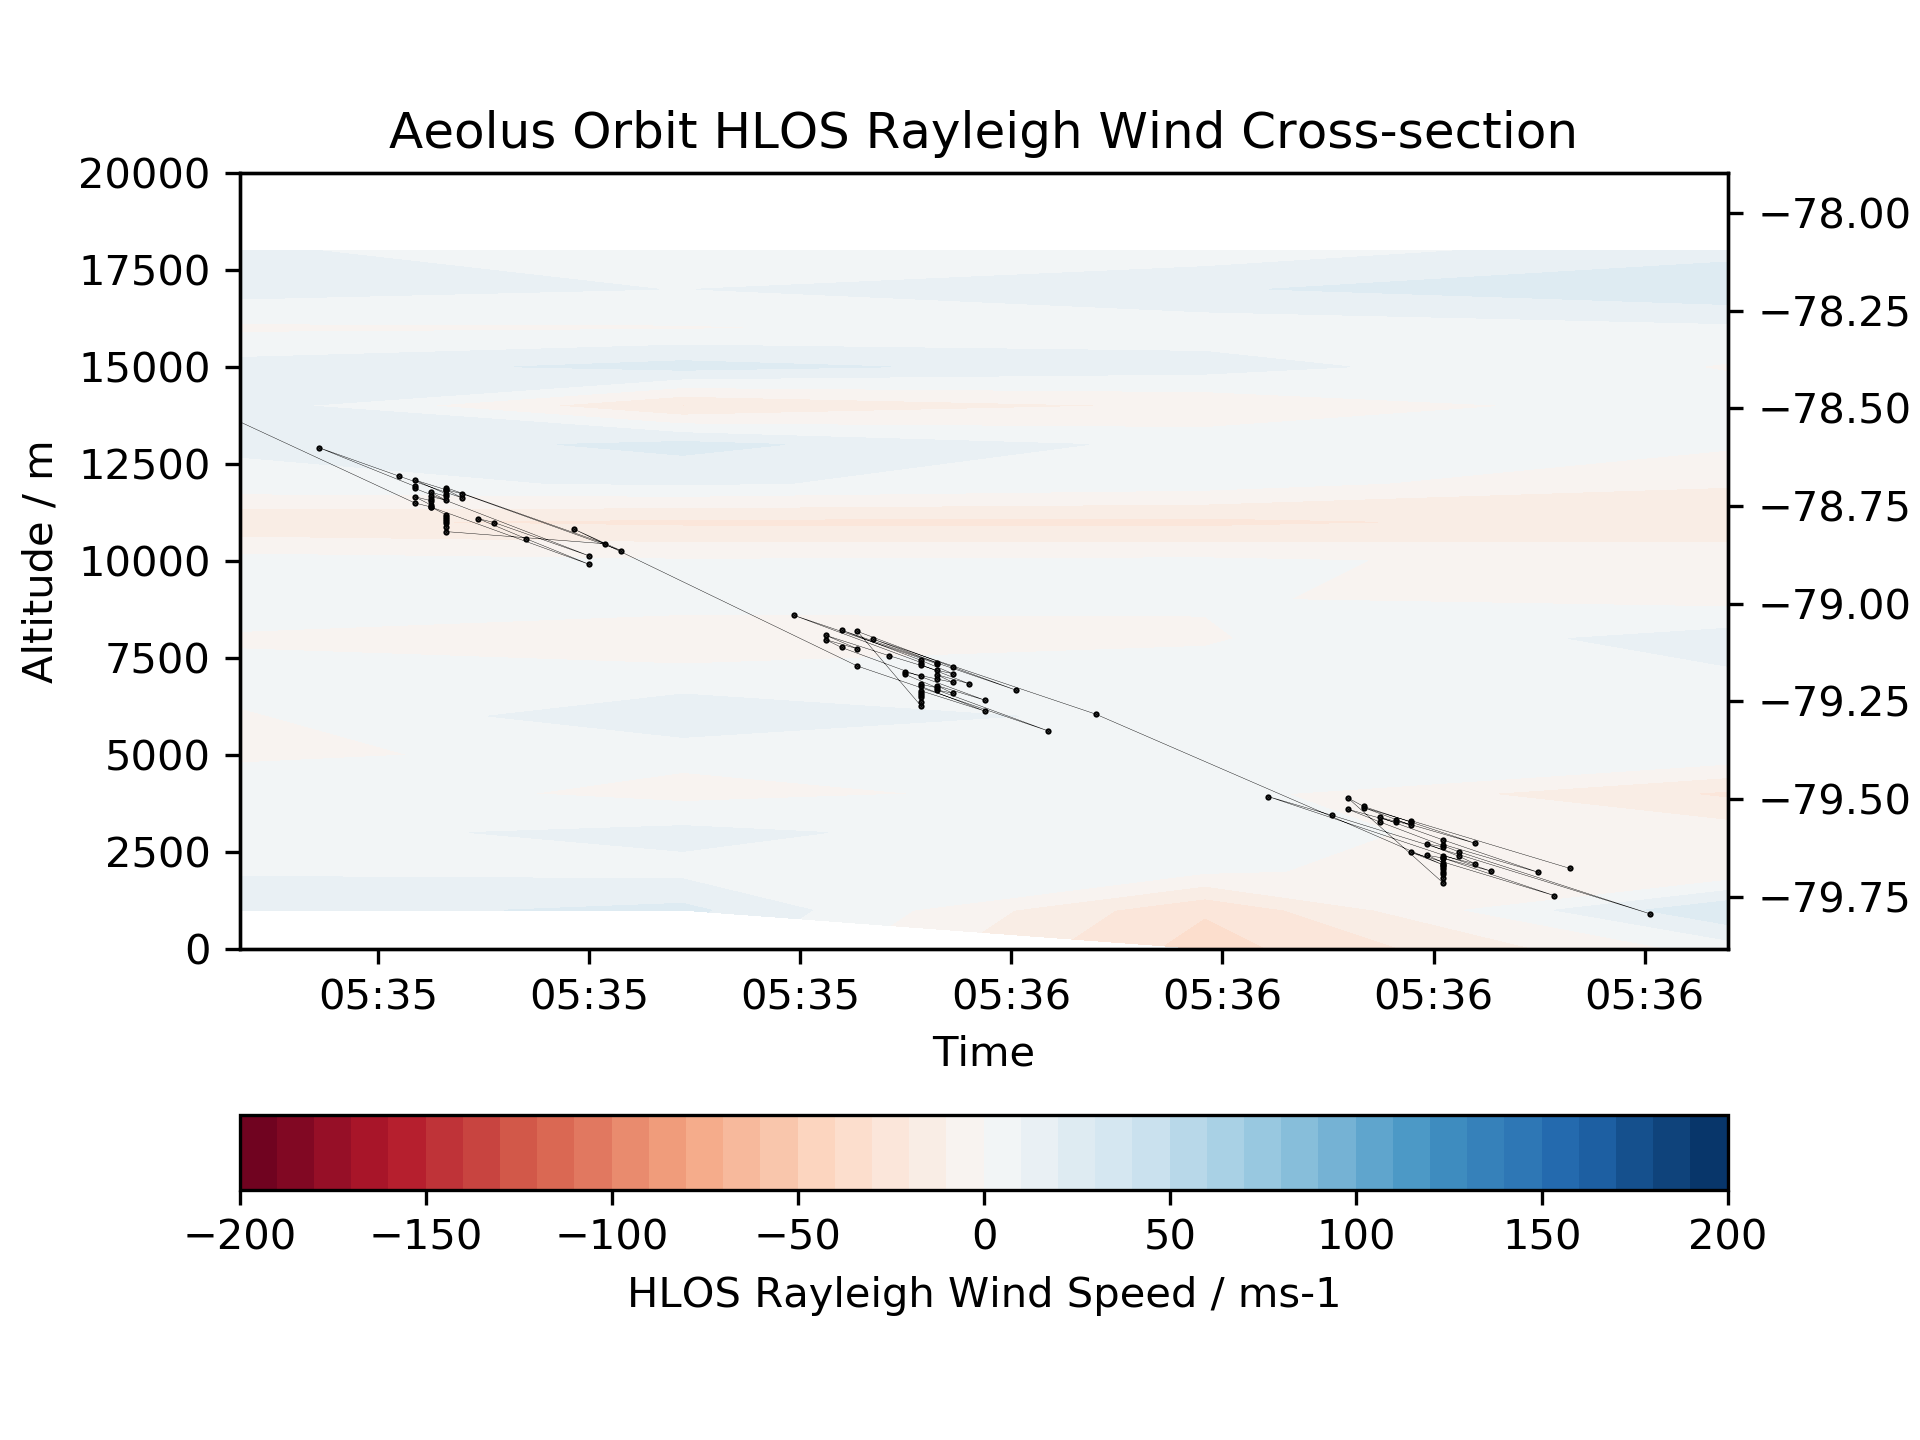 Aeolus Orbit HLOS Rayleigh Wind Cross-section
20000
17500
15000
12500
10000
7500
5000
2500
0
Altitude / m
−78.00
−78.25
−78.50
−78.75
−79.00
−79.25
−79.50
−79.75
05:35 05:35 05:35 05:36 05:36 05:36 05:36
Time
−200 −150 −100 −50 0 50 100 150 200
HLOS Rayleigh Wind Speed / ms-1